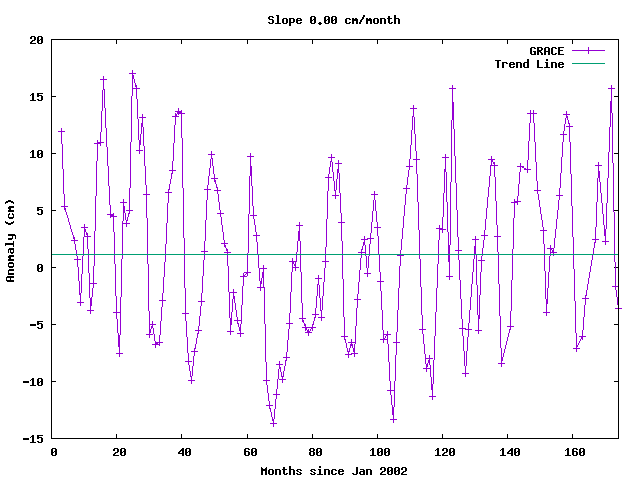 Slope 0.00 cm/month
GRACE
Trend Line
Anomaly (cm)
20
15
10
5
0
-5
-10
-15
0 20 40 60 80 100 120 140 160
Months since Jan 2002